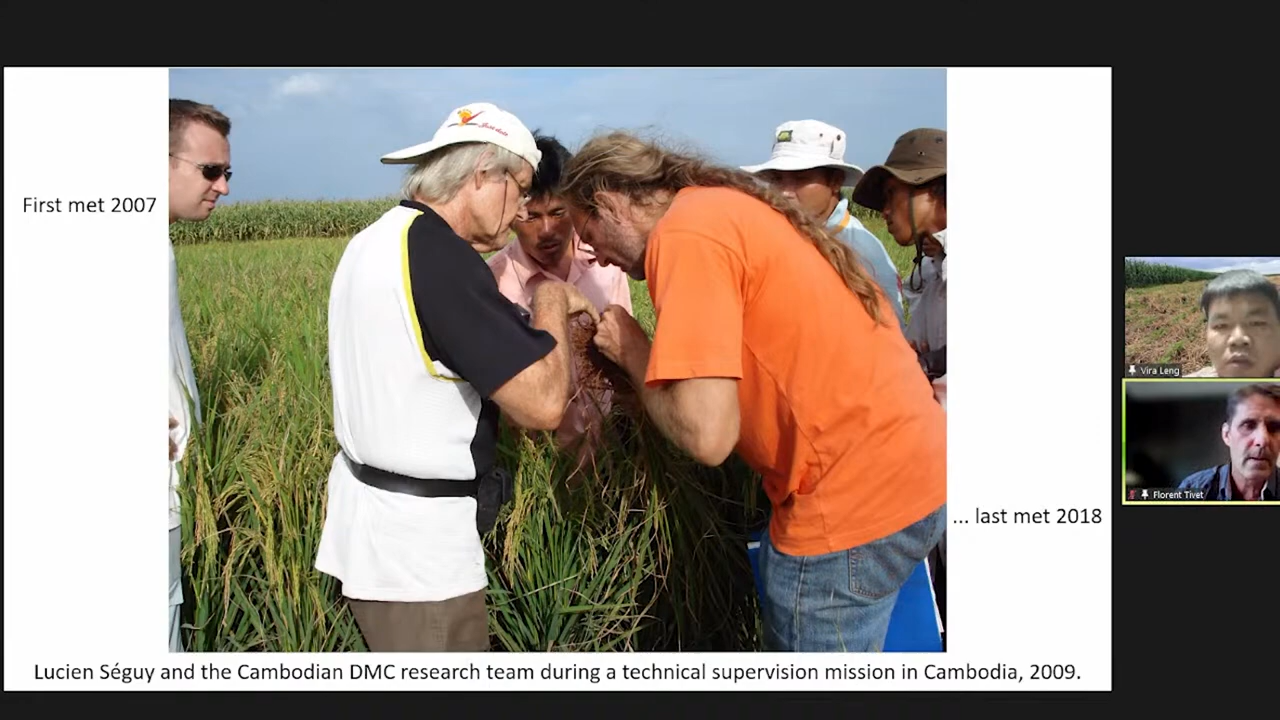 First met 2007
... last met 2018
Lucien Séguy and the Cambodian DMC research team during a technical supervision mission in Cambodia, 2009.
Vira Leng
Florent Tivet